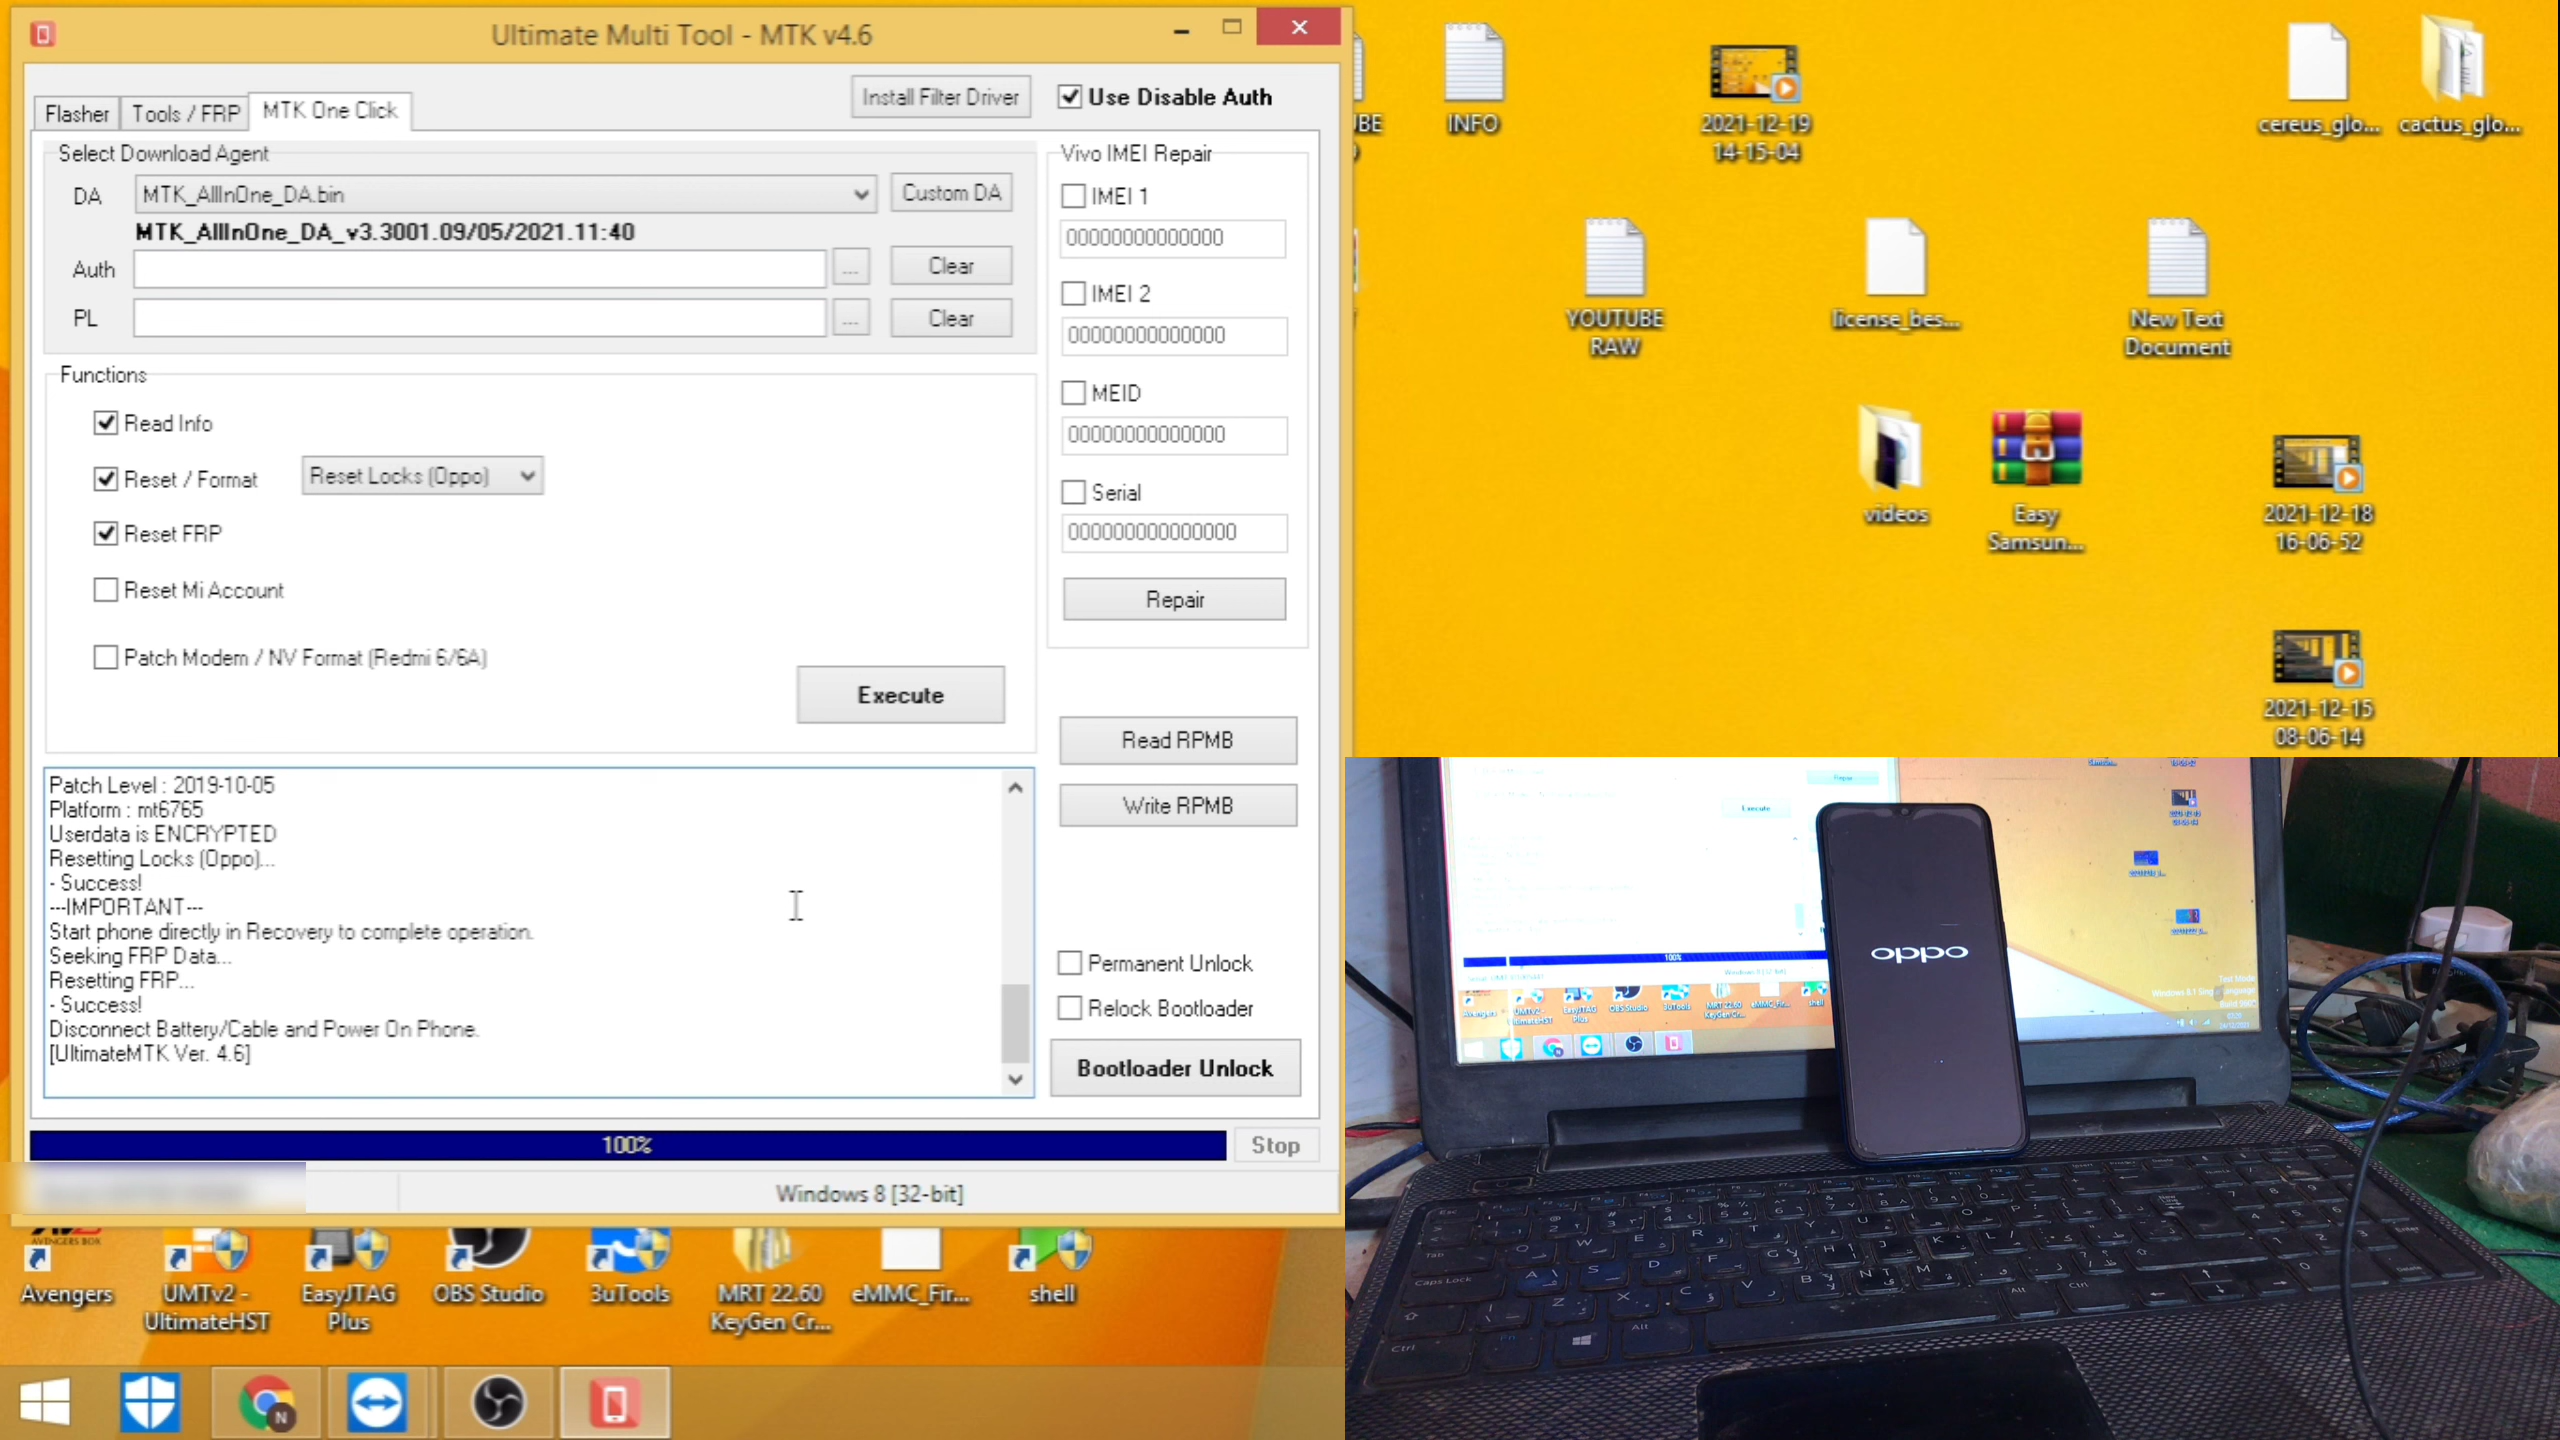 Ultimate Multi Tool - MTK v4.6
Flasher
Tools / FRP
MTK One Click
Install Filter Driver
Use Disable Auth
Select Download Agent
DA
MTK_AllInOne_DA.bin
Custom DA
MTK_AllInOne_DA_v3.3001.09/05/2021.11:40
Auth
...
Clear
PL
...
Clear
Functions
Read Info
Reset / Format
Reset Locks (Oppo)
Reset FRP
Reset Mi Account
Patch Modem / NV Format (Redmi 6/6A)
Execute
Vivo IMEI Repair
IMEI 1
00000000000000
IMEI 2
00000000000000
MEID
00000000000000
Serial
000000000000000
Repair
Read RPMB
Write RPMB
Permanent Unlock
Relock Bootloader
Bootloader Unlock
Patch Level : 2019-10-05
Platform : mt6765
Userdata is ENCRYPTED
Resetting Locks (Oppo)...
- Success!
---IMPORTANT---
Start phone directly in Recovery to complete operation.
Seeking FRP Data...
Resetting FRP...
- Success!
Disconnect Battery/Cable and Power On Phone.
[UltimateMTK Ver. 4.6]
100%
Stop
Windows 8 [32-bit]
INFO
2021-12-19
14-15-04
cereus_glo...
cactus_glo...
YOUTUBE
RAW
license_bes...
New Text
Document
videos
Easy
Samsun...
2021-12-18
16-06-52
2021-12-15
08-06-14
Avengers
UMTv2 -
UltimateHST
EasyJTAG
Plus
OBS Studio
3uTools
MRT 22.60
KeyGen Cr...
eMMC_Fir...
shell
N
oppo
Execute
100%
Test Mode